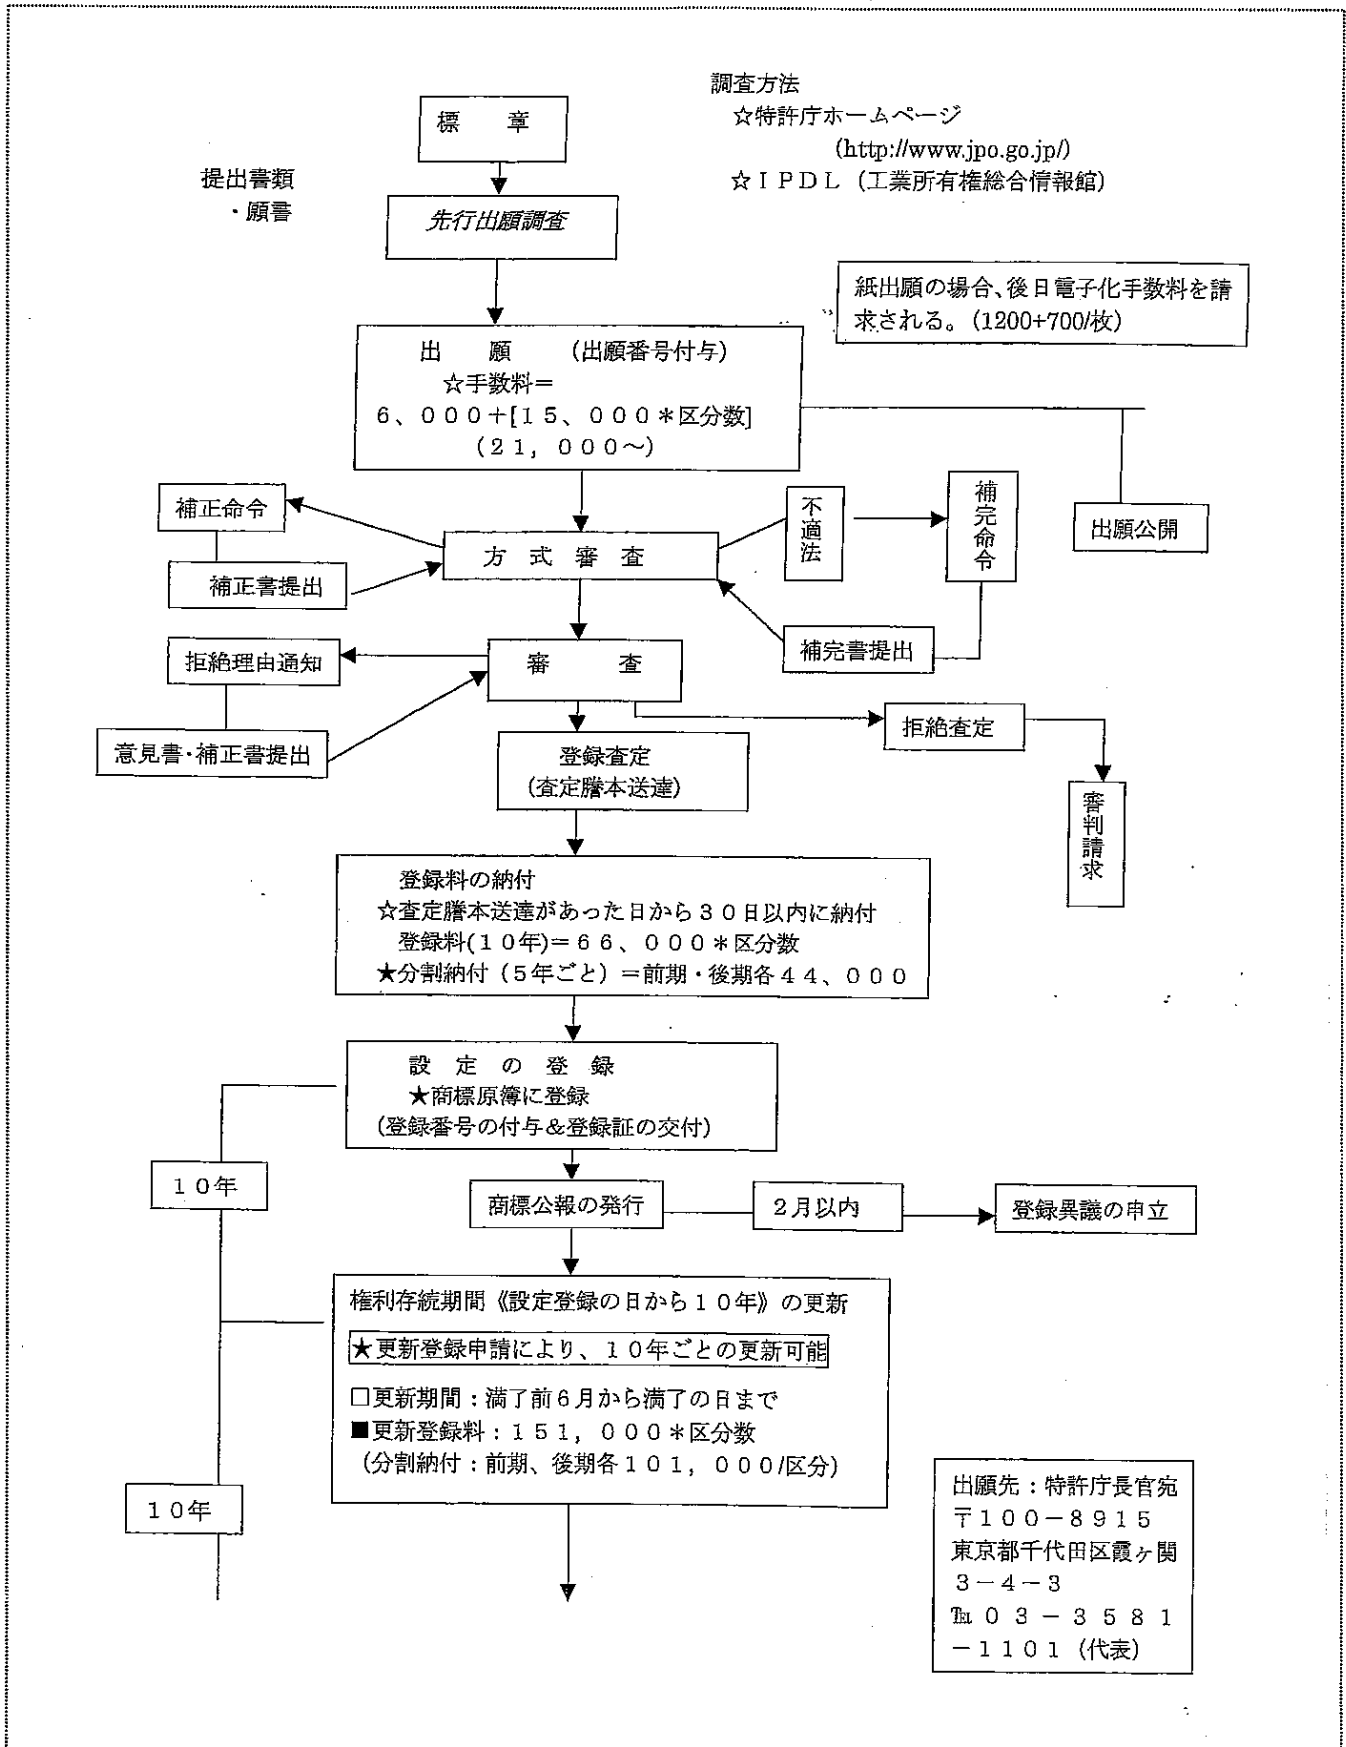 調査方法
☆特許庁ホームページ
(http://www.jpo.go.jp/)
☆ＩＰＤＬ（工業所有権総合情報館）
標　章
提出書類
・願書
先行出願調査
紙出願の場合、後日電子化手数料を請
求される。(1200+700/枚)
出　願　(出願番号付与)
☆手数料＝
６、０００＋[１５、０００＊区分数]
（２１，０００～）
補正命令
不適法
補完命令
出願公開
方　式　審　査
補正書提出
補完書提出
拒絶理由通知
審　査
意見書・補正書提出
拒絶査定
登録査定
(査定謄本送達)
審判請求
登録料の納付
☆査定謄本送達があった日から３０日以内に納付
登録料(１０年)＝６６、０００＊区分数
★分割納付（５年ごと）＝前期・後期各４４、０００
設　定　の　登　録
★商標原簿に登録
(登録番号の付与＆登録証の交付)
１０年
商標公報の発行
２月以内
登録異議の申立
権利存続期間《設定登録の日から１０年》の更新
★更新登録申請により、１０年ごとの更新可能
□更新期間：満了前６月から満了の日まで
■更新登録料：１５１，０００＊区分数
(分割納付：前期、後期各１０１，０００/区分)
１０年
出願先：特許庁長官宛
〒１００－８９１５
東京都千代田区霞ヶ関
３－４－３
℡０３－３５８１
－１１０１（代表）